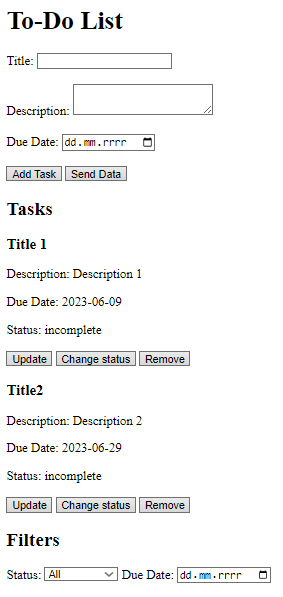 To-Do List
Title:
Description:
Due Date: dd.mm.rrrr
Add Task Send Data
Tasks
Title 1
Description: Description 1
Due Date: 2023-06-09
Status: incomplete
Update Change status Remove
Title2
Description: Description 2
Due Date: 2023-06-29
Status: incomplete
Update Change status Remove
Filters
Status: All Due Date: dd.mm.rrrr